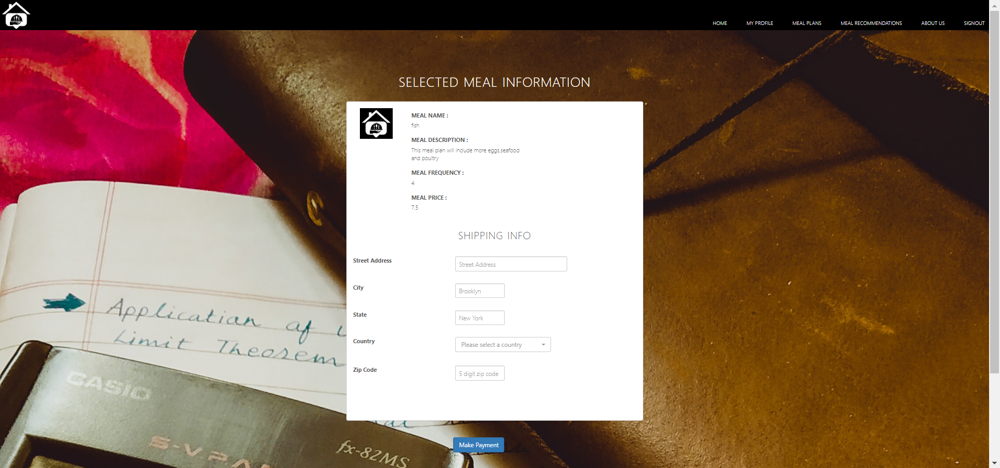 HOME MY PROFILE MEAL PLANS MEAL RECOMMENDATIONS ABOUT US SIGNOUT
SELECTED MEAL INFORMATION
MEAL NAME :
fish
MEAL DESCRIPTION :
This meal plan will include more eggs,seafood
and poultry
MEAL FREQUENCY :
4
MEAL PRICE :
7.5
SHIPPING INFO
Street Address
Street Address
City
Brooklyn
State
New York
Country
Please select a country
Zip Code
5 digit zip code
Make Payment
Application of
Limit Theorem
CASIO
S-V.P.A
fx-82MS